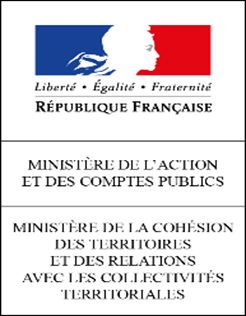 Liberté • Égalité • Fraternité
RÉPUBLIQUE FRANÇAISE
MINISTÈRE DE L'ACTION
ET DES COMPTES PUBLICS
MINISTÈRE DE LA COHÉSION
DES TERRITOIRES
ET DES RELATIONS
AVEC LES COLLECTIVITÉS
TERRITORIALES